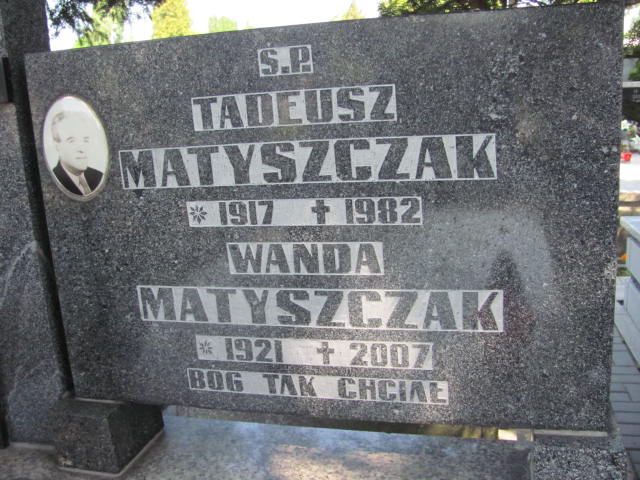 Ś.P.
TADEUSZ
MATYSZCZAK
* 1917 † 1982
WANDA
MATYSZCZAK
* 1921 † 2007
BÓG TAK CHCIAŁ